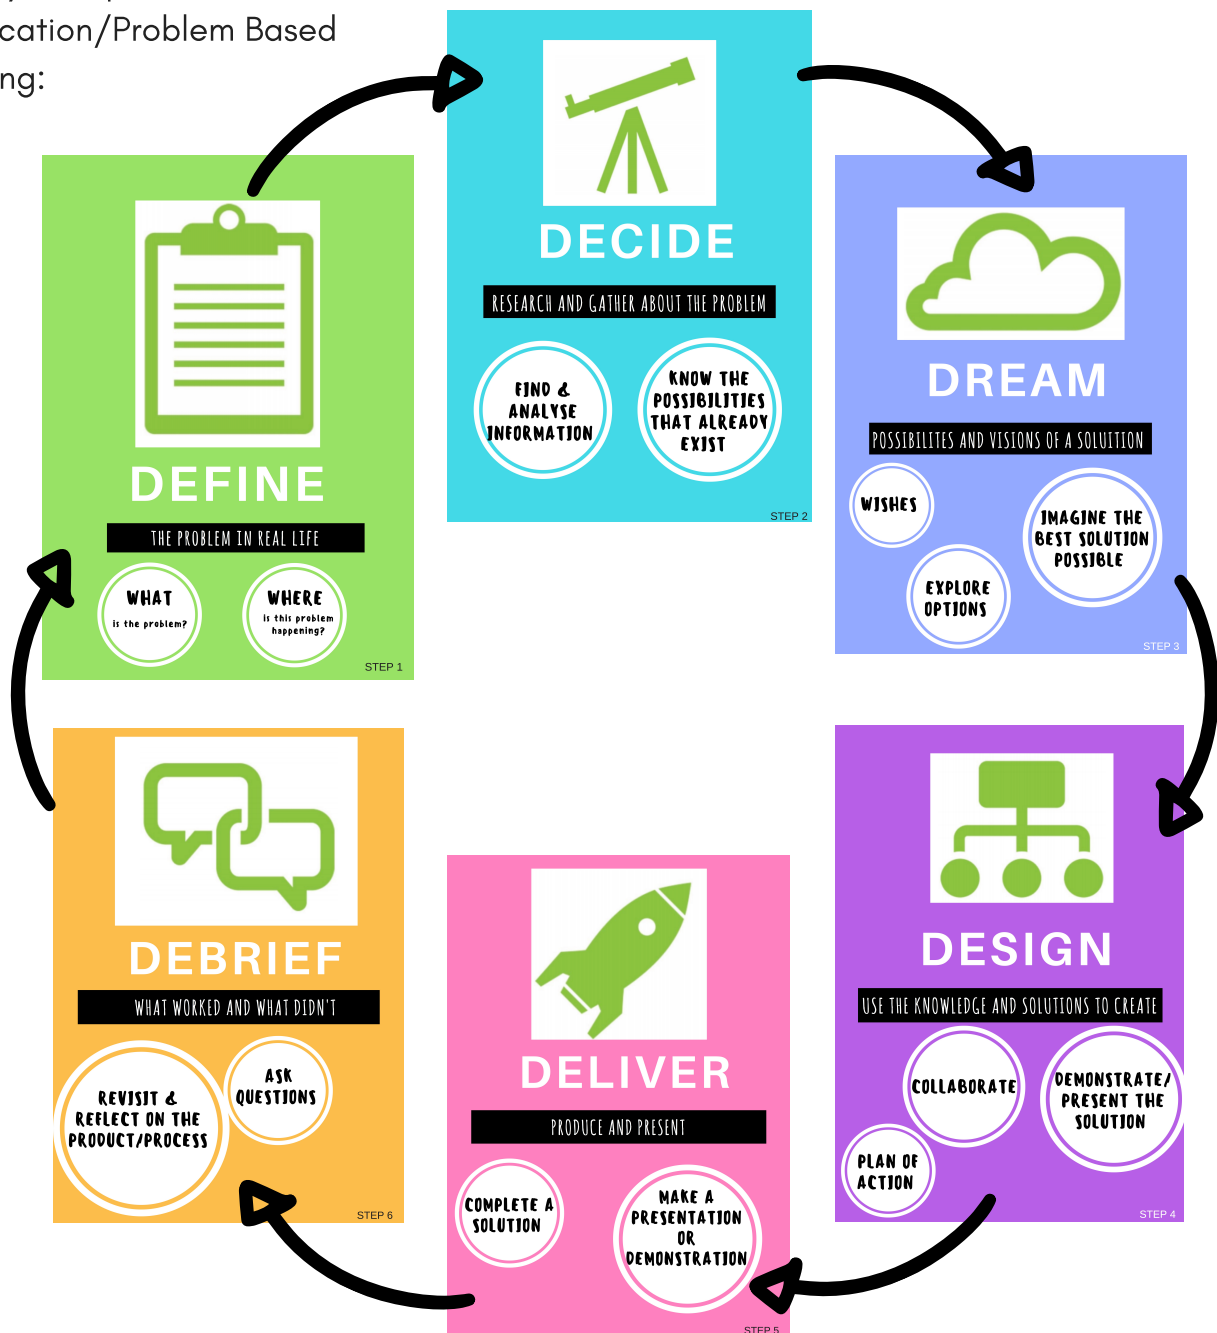 cation/Problem Based
ng:
DEFINE
THE PROBLEM IN REAL LIFE
WHAT
is the problem?
WHERE
is this problem
happening?
STEP 1
DECIDE
RESEARCH AND GATHER ABOUT THE PROBLEM
FIND &
ANALYSE
INFORMATION
KNOW THE
POSSIBILITIES
THAT ALREADY
EXIST
STEP 2
DREAM
POSSIBILITES AND VISIONS OF A SOLUITION
WISHES
EXPLORE
OPTIONS
IMAGINE THE
BEST SOLUTION
POSSIBLE
STEP 3
DESIGN
USE THE KNOWLEDGE AND SOLUTIONS TO CREATE
COLLABORATE
DEMONSTRATE/
PRESENT THE
SOLUTION
PLAN OF
ACTION
STEP 4
DELIVER
PRODUCE AND PRESENT
COMPLETE A
SOLUTION
MAKE A
PRESENTATION
OR
DEMONSTRATION
STEP 5
DEBRIEF
WHAT WORKED AND WHAT DIDN'T
REVISIT &
REFLECT ON THE
PRODUCT/PROCESS
ASK
QUESTIONS
STEP 6